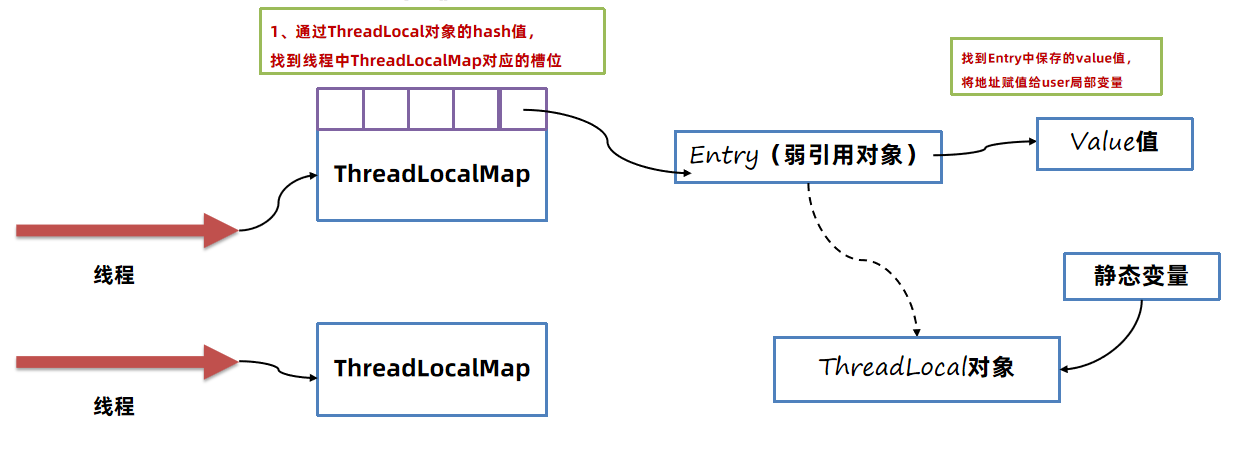 1、通过ThreadLocal对象的hash值，
找到线程中ThreadLocalMap对应的槽位
找到Entry中保存的value值，
将地址赋值给user局部变量
Entry（弱引用对象）
Value值
ThreadLocalMap
线程
静态变量
ThreadLocalMap
ThreadLocal对象
线程